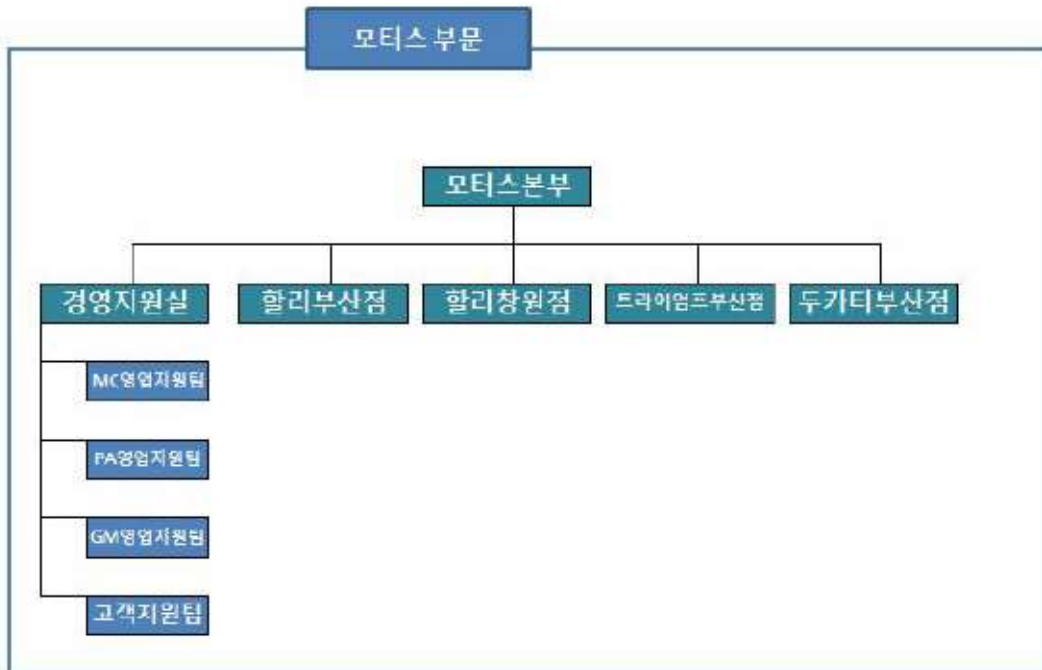 모터스 부문
모터스본부
경영지원실
할리부산점
할리창원점
트라이엄프부산점
두카티부산점
MC영업지원팀
PA영업지원팀
GM영업지원팀
고객지원팀